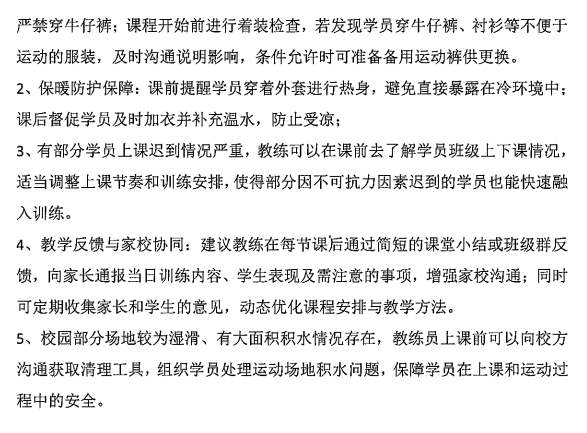 严禁穿牛仔裤；课程开始前进行着装检查，若发现学员穿牛仔裤、衬衫等不便于
运动的服装，及时沟通说明影响，条件允许时可准备备用运动裤供更换。
2、保暖防护保障：课前提醒学员穿着外套进行热身，避免直接暴露在冷环境中；
课后督促学员及时加衣并补充温水，防止受凉；
3、有部分学员上课迟到情况严重，教练可以在课前去了解学员班级上下课情况，
适当调整上课节奏和训练安排，使得部分因不可抗力因素迟到的学员也能快速融
入训练。
4、教学反馈与家校协同：建议教练在每节课后通过简短的课堂小结或班级群反
馈，向家长通报当日训练内容、学生表现及需注意的事项，增强家校沟通；同时
可定期收集家长和学生的意见，动态优化课程安排与教学方法。
5、校园部分场地较为湿滑、有大面积积水情况存在，教练员上课前可以向校方
沟通获取清理工具，组织学员处理运动场地积水问题，保障学员在上课和运动过
程中的安全。